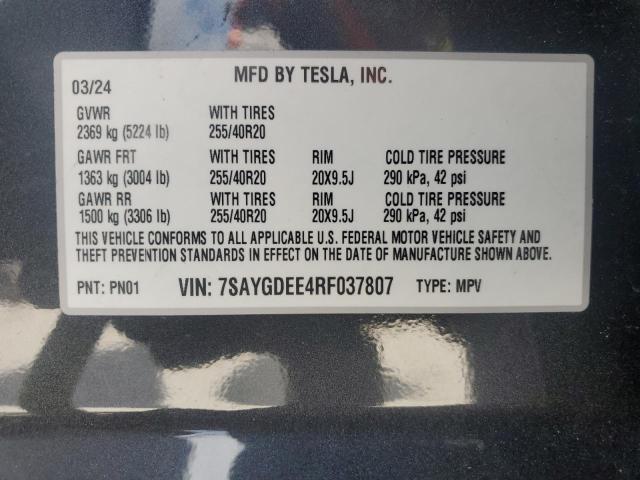 MFD BY TESLA, INC.
03/24
GVWR WITH TIRES
2369 kg (5224 lb) 255/40R20
GAWR FRT WITH TIRES RIM COLD TIRE PRESSURE
1363 kg (3004 lb) 255/40R20 20X9.5J 290 kPa, 42 psi
GAWR RR WITH TIRES RIM COLD TIRE PRESSURE
1500 kg (3306 lb) 255/40R20 20X9.5J 290 kPa, 42 psi
THIS VEHICLE CONFORMS TO ALL APPLICABLE U.S. FEDERAL MOTOR VEHICLE SAFETY AND
THEFT PREVENTION STANDARDS IN EFFECT ON THE DATE OF MANUFACTURE SHOWN ABOVE.
PNT: PN01 VIN: 7SAYGDEE4RF037807 TYPE: MPV